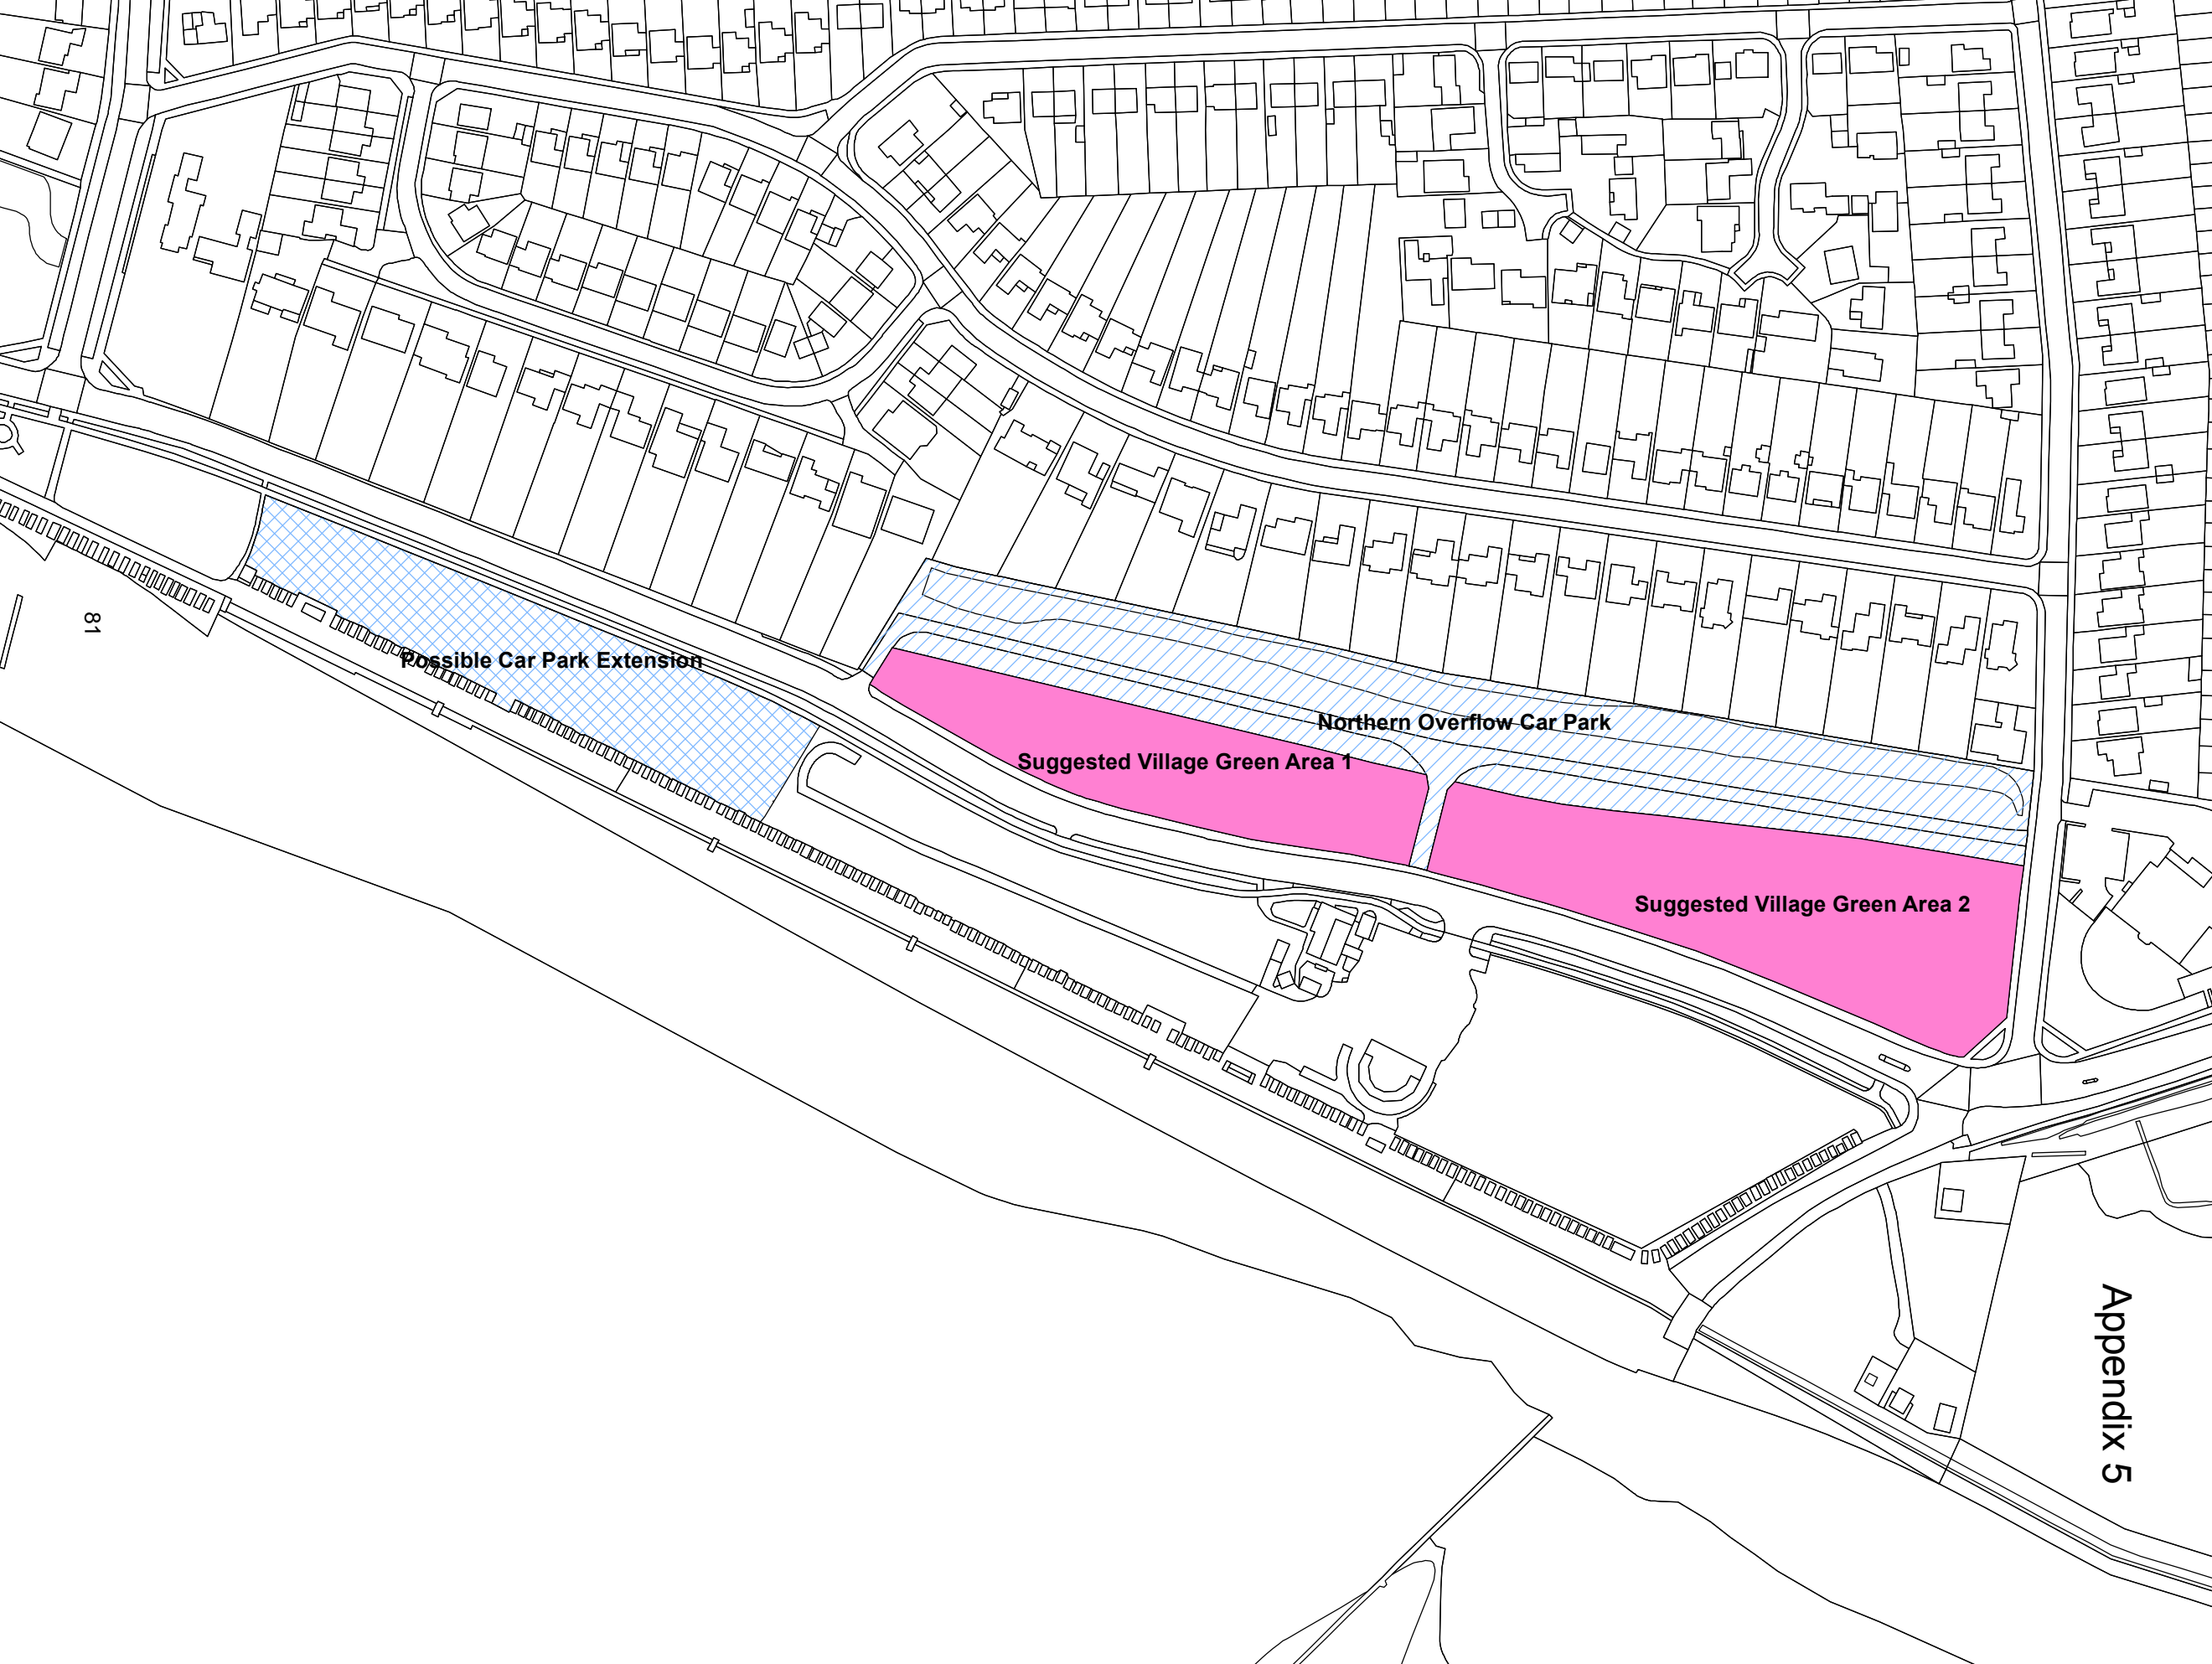 Possible Car Park Extension
Northern Overflow Car Park
Suggested Village Green Area 1
Suggested Village Green Area 2
81
Appendix 5